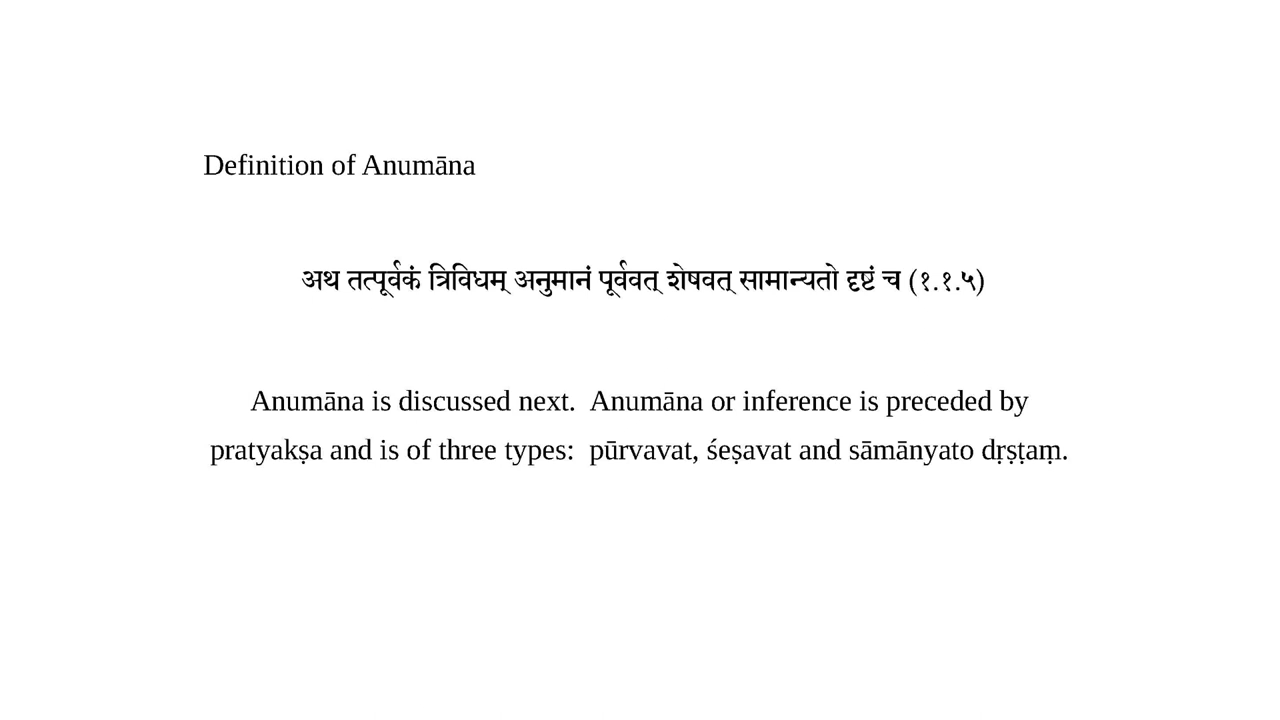 Definition of Anumāna
अथ तत्पूर्वकं त्रिविधम् अनुमानं पूर्ववत् शेषवत् सामान्यतो दृष्टं च (१.१.५)
Anumāna is discussed next.  Anumāna or inference is preceded by
pratyakṣa and is of three types:  pūrvavat, śeṣavat and sāmānyato dṛṣṭaṃ.